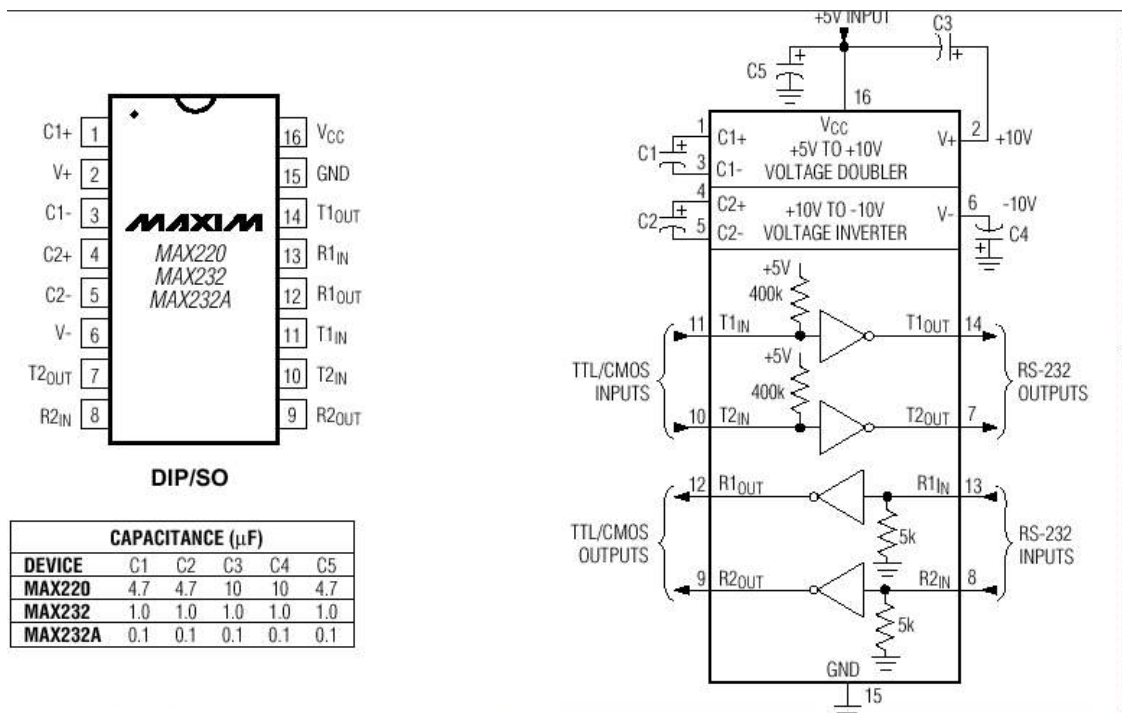 C1+ 1
V+ 2
C1- 3
C2+ 4
C2- 5
V- 6
T2OUT 7
R2IN 8
16 VCC
15 GND
14 T1OUT
13 R1IN
12 R1OUT
11 T1IN
10 T2IN
9 R2OUT
MAXIM
MAX220
MAX232
MAX232A
DIP/SO
CAPACITANCE (μF)
DEVICE C1 C2 C3 C4 C5
MAX220 4.7 4.7 10 10 4.7
MAX232 1.0 1.0 1.0 1.0 1.0
MAX232A 0.1 0.1 0.1 0.1 0.1
+5V INPUT
C3
+
C5
+
16
1
C1
+
3
C1+
C1-
VCC
+5V TO +10V
VOLTAGE DOUBLER
V+
2
+10V
4
C2
+
5
C2+
C2-
+10V TO -10V
VOLTAGE INVERTER
V-
6
-10V
C4
+
+5V
400k
11 T1IN
T1OUT 14
+5V
400k
TTL/CMOS
INPUTS
RS-232
OUTPUTS
10 T2IN
T2OUT 7
12 R1OUT
R1IN 13
5k
TTL/CMOS
OUTPUTS
RS-232
INPUTS
9 R2OUT
R2IN 8
5k
GND
15